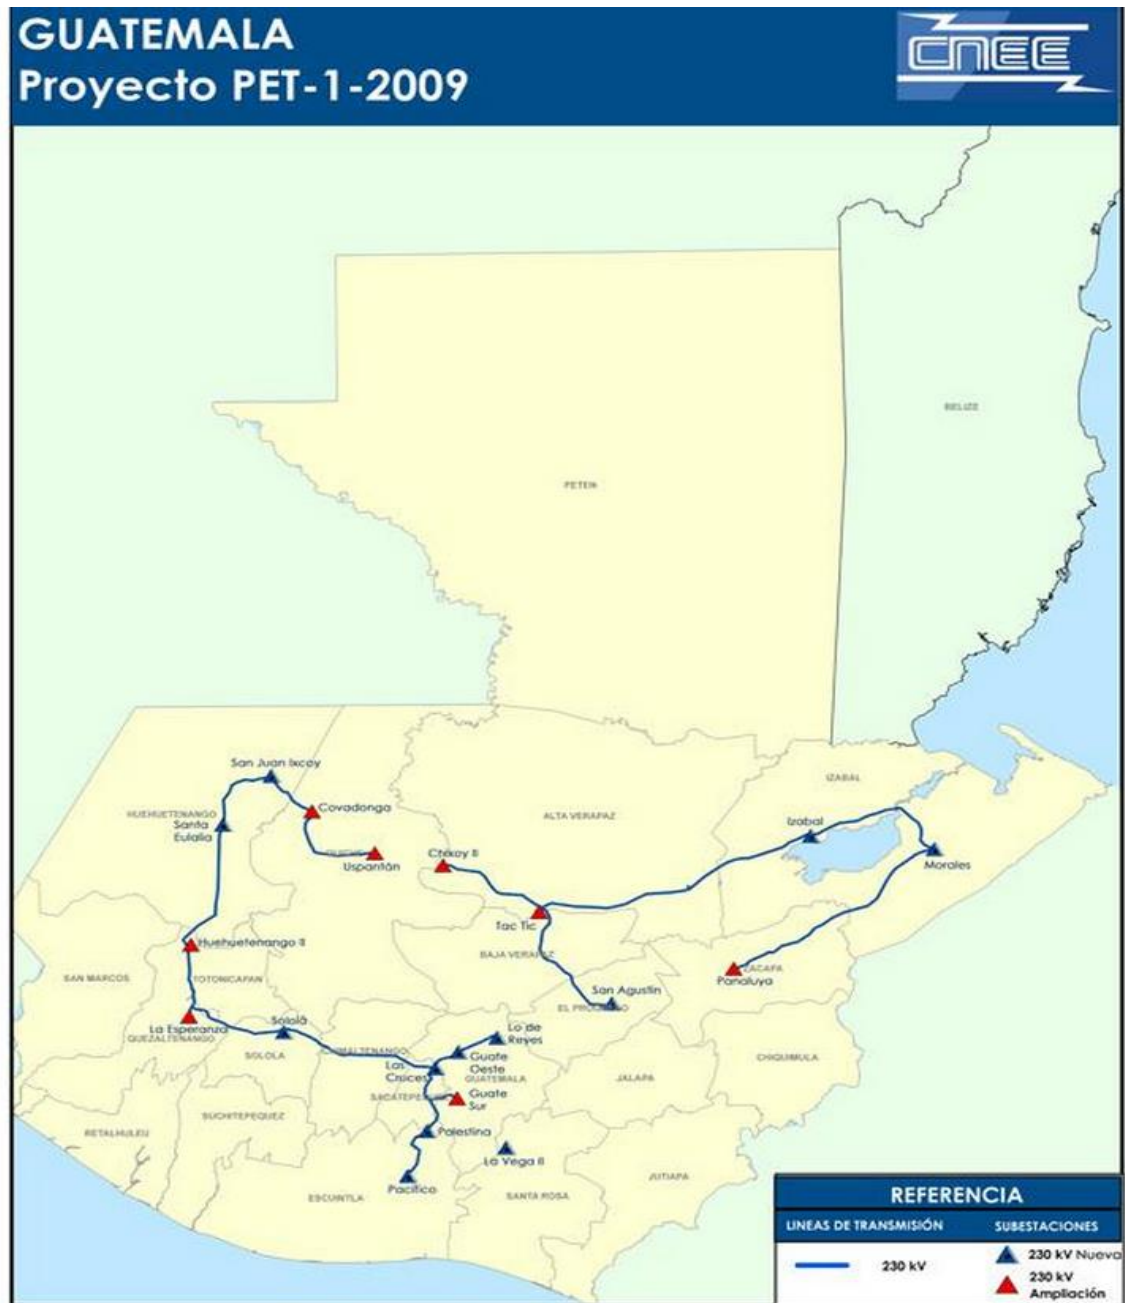 GUATEMALA
Proyecto PET-1-2009
CNEE
BELIZE
PETEN
San Juan Ixcoy
IZABAL
Covadonga
HUEHUETENANGO
Santa
Eulalia
ALTA VERAPAZ
Izabal
Chixoy II
Uspantán
Morales
Tac Tic
Huehuetenango II
BAJA VERAPAZ
ZACAPA
Panaluya
SAN MARCOS
TOTONICAPAN
San Agustín
EL PROGRESO
La Esperanza
QUEZALTENANGO
Sololá
SOLOLA
CHIMALTENANGO
Lo de
Reyes
Guate
Oeste
Las
Cruces
GUATEMALA
CHIQUIMULA
JALAPA
SACATEPEQUEZ
Guate
Sur
SUCHITEPEQUEZ
RETALHULEU
Palestina
La Vega II
JUTIAPA
Pacífico
ESCUINTLA
SANTA ROSA
REFERENCIA
LINEAS DE TRANSMISIÓN
SUBESTACIONES
230 kV
230 kV Nueva
230 kV
Ampliación